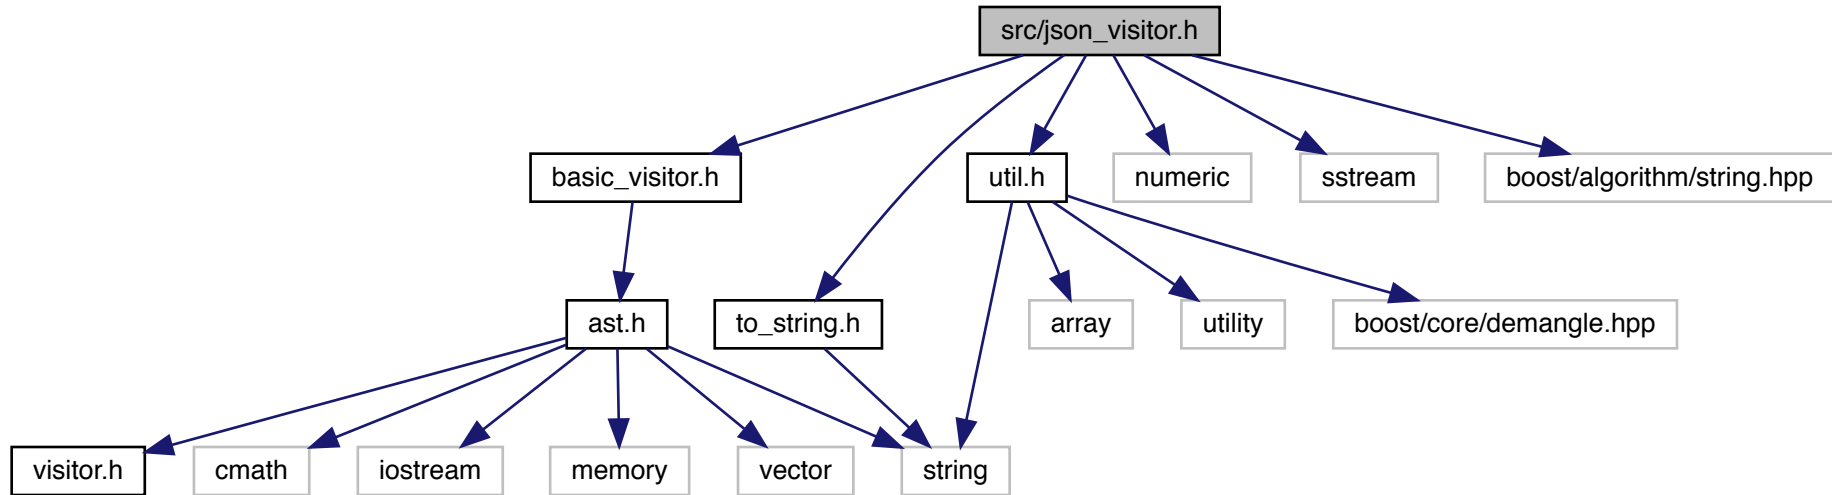 src/json_visitor.h
basic_visitor.h
util.h
numeric
sstream
boost/algorithm/string.hpp
ast.h
to_string.h
array
utility
boost/core/demangle.hpp
visitor.h
cmath
iostream
memory
vector
string